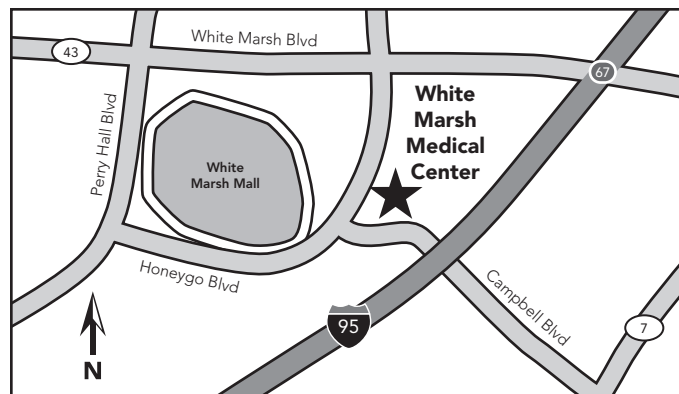 43
White Marsh Blvd
67
Perry Hall Blvd
White
Marsh
Medical
Center
White
Marsh Mall
Honeygo Blvd
Campbell Blvd
95
7
N